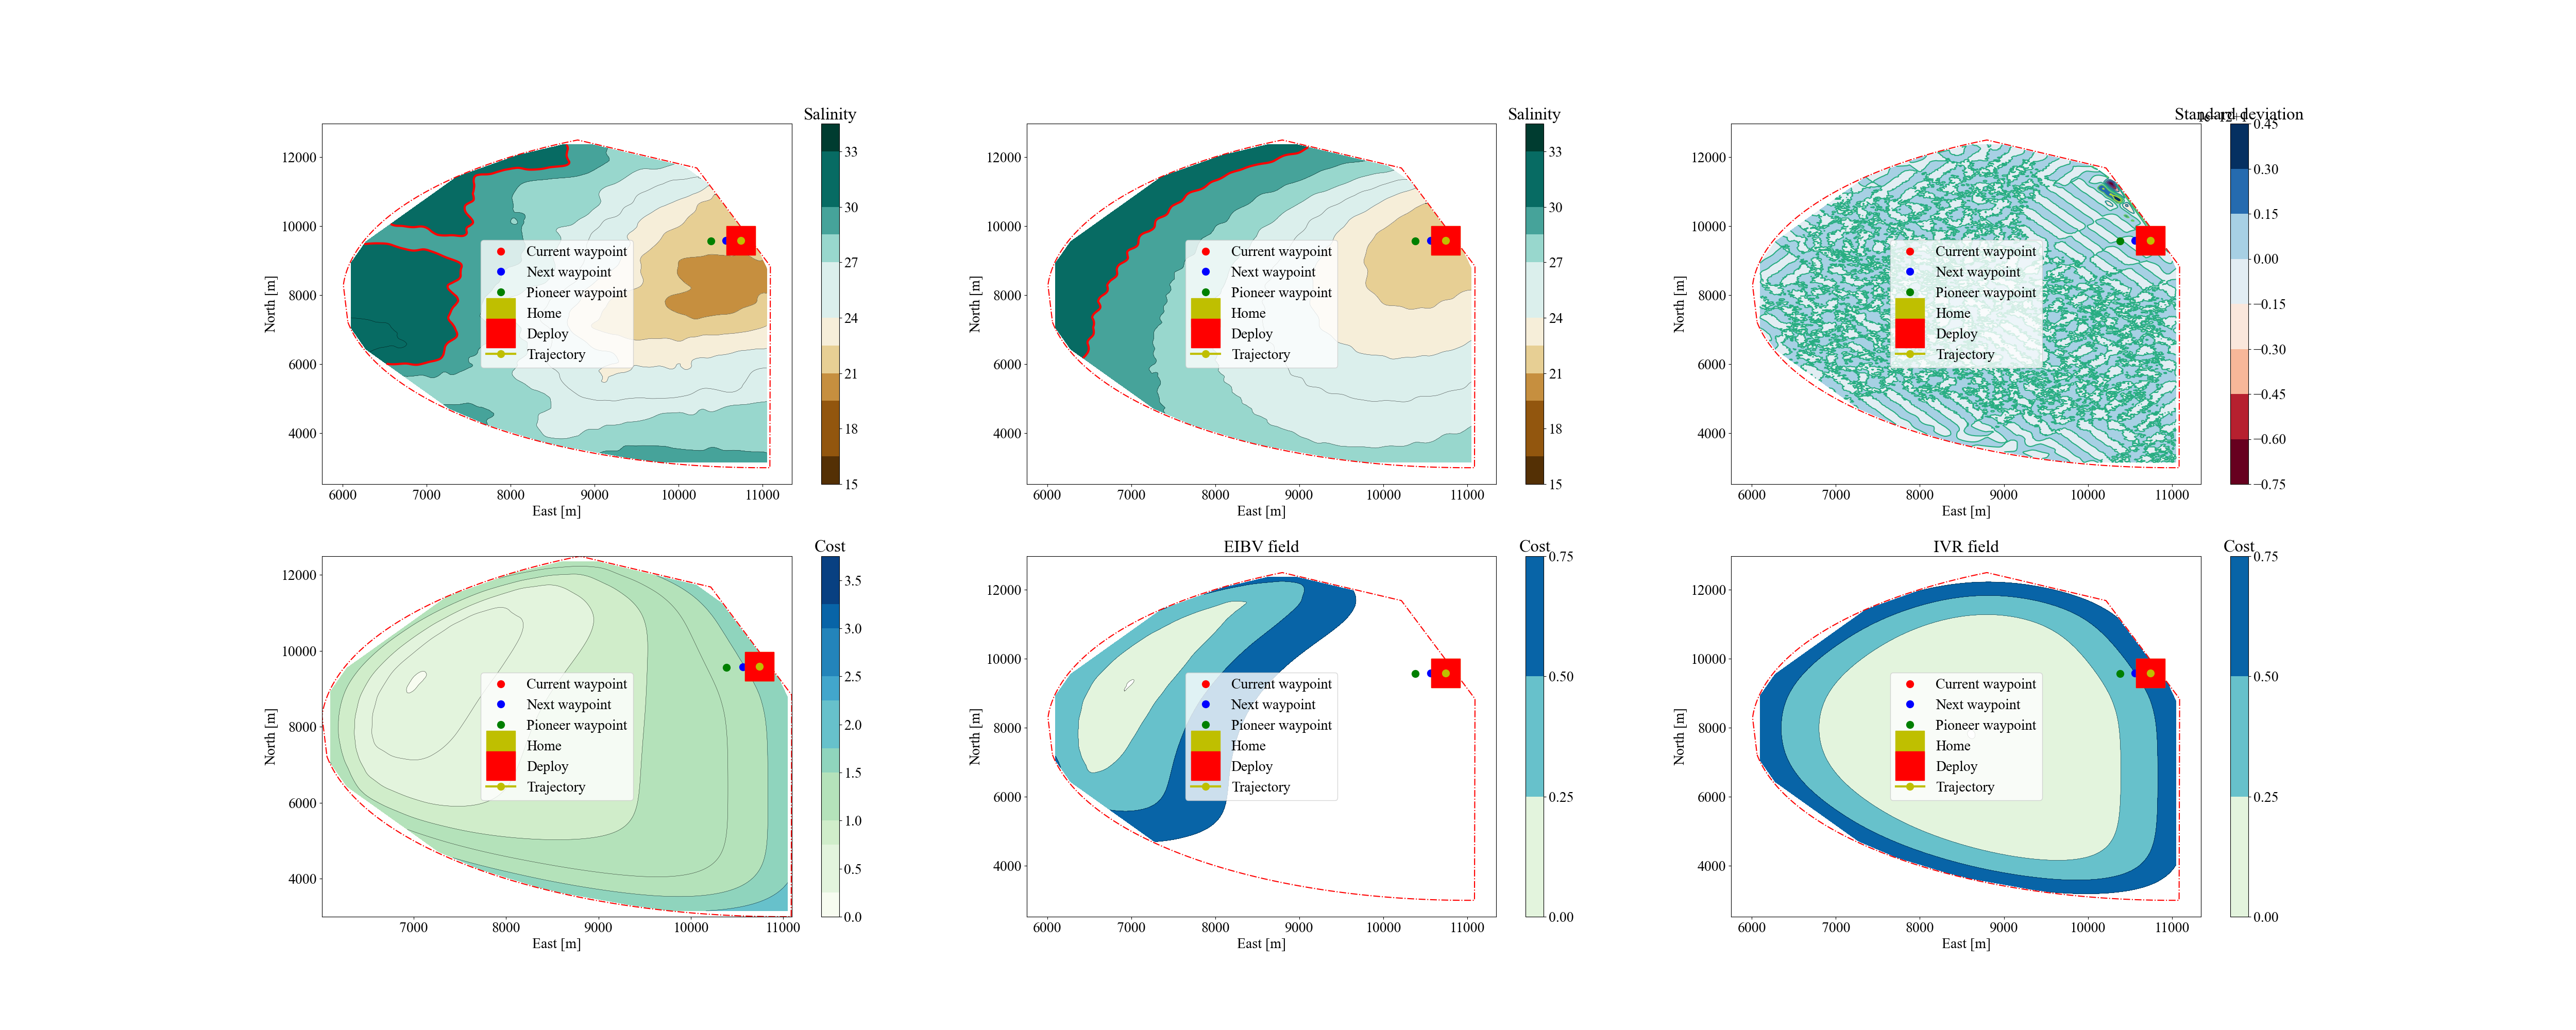 Salinity
12000
10000
8000
6000
4000
North [m]
6000 7000 8000 9000 10000 11000
East [m]
Current waypoint
Next waypoint
Pioneer waypoint
Home
Deploy
Trajectory
33
30
27
24
21
18
15
Salinity
12000
10000
8000
6000
4000
North [m]
6000 7000 8000 9000 10000 11000
East [m]
Current waypoint
Next waypoint
Pioneer waypoint
Home
Deploy
Trajectory
33
30
27
24
21
18
15
Standard deviation
12000
10000
8000
6000
4000
North [m]
6000 7000 8000 9000 10000 11000
East [m]
Current waypoint
Next waypoint
Pioneer waypoint
Home
Deploy
Trajectory
0.45
0.30
0.15
0.00
−0.15
−0.30
−0.45
−0.60
−0.75
Cost
12000
10000
8000
6000
4000
North [m]
7000 8000 9000 10000 11000
East [m]
Current waypoint
Next waypoint
Pioneer waypoint
Home
Deploy
Trajectory
3.5
3.0
2.5
2.0
1.5
1.0
0.5
0.0
EIBV field
Cost
12000
10000
8000
6000
4000
North [m]
6000 7000 8000 9000 10000 11000
East [m]
Current waypoint
Next waypoint
Pioneer waypoint
Home
Deploy
Trajectory
0.75
0.50
0.25
0.00
IVR field
Cost
12000
10000
8000
6000
4000
North [m]
6000 7000 8000 9000 10000 11000
East [m]
Current waypoint
Next waypoint
Pioneer waypoint
Home
Deploy
Trajectory
0.75
0.50
0.25
0.00